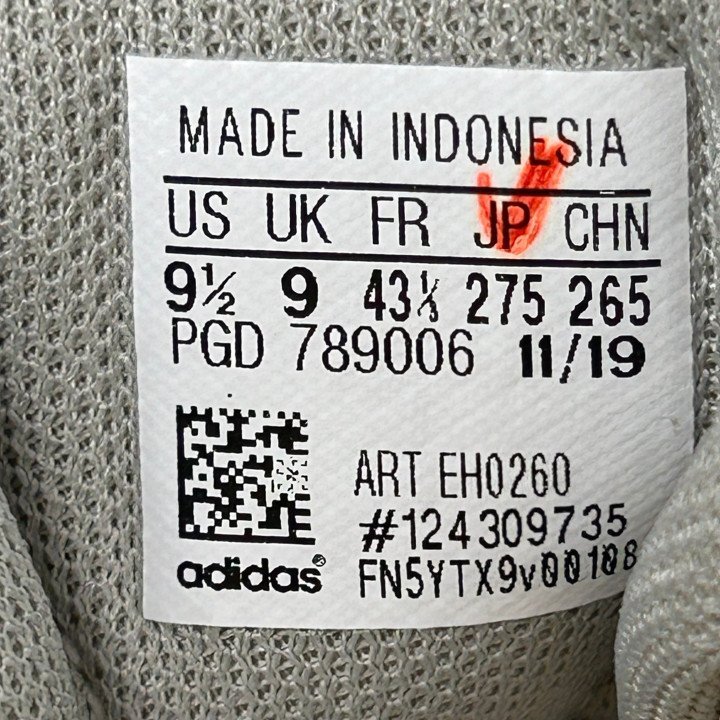 MADE IN INDONESIA
US UK FR JP CHN
9½ 9 43⅓ 275 265
PGD 789006 11/19
ART EH0260
#124309735
adidas® FN5YTX9v00108